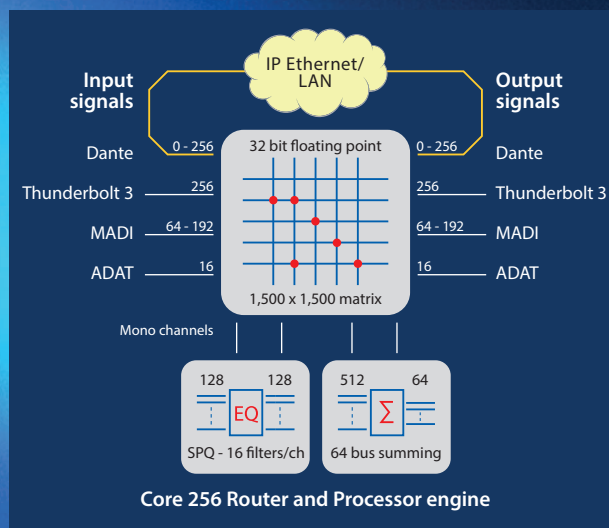 IP Ethernet/
LAN
Input
signals
Output
signals
Dante
0 - 256
32 bit floating point
0 - 256
Dante
Thunderbolt 3
256
256
Thunderbolt 3
MADI
64 - 192
64 - 192
MADI
ADAT
16
16
ADAT
1,500 x 1,500 matrix
Mono channels
128
128
EQ
SPQ - 16 filters/ch
512
64
Σ
64 bus summing
Core 256 Router and Processor engine